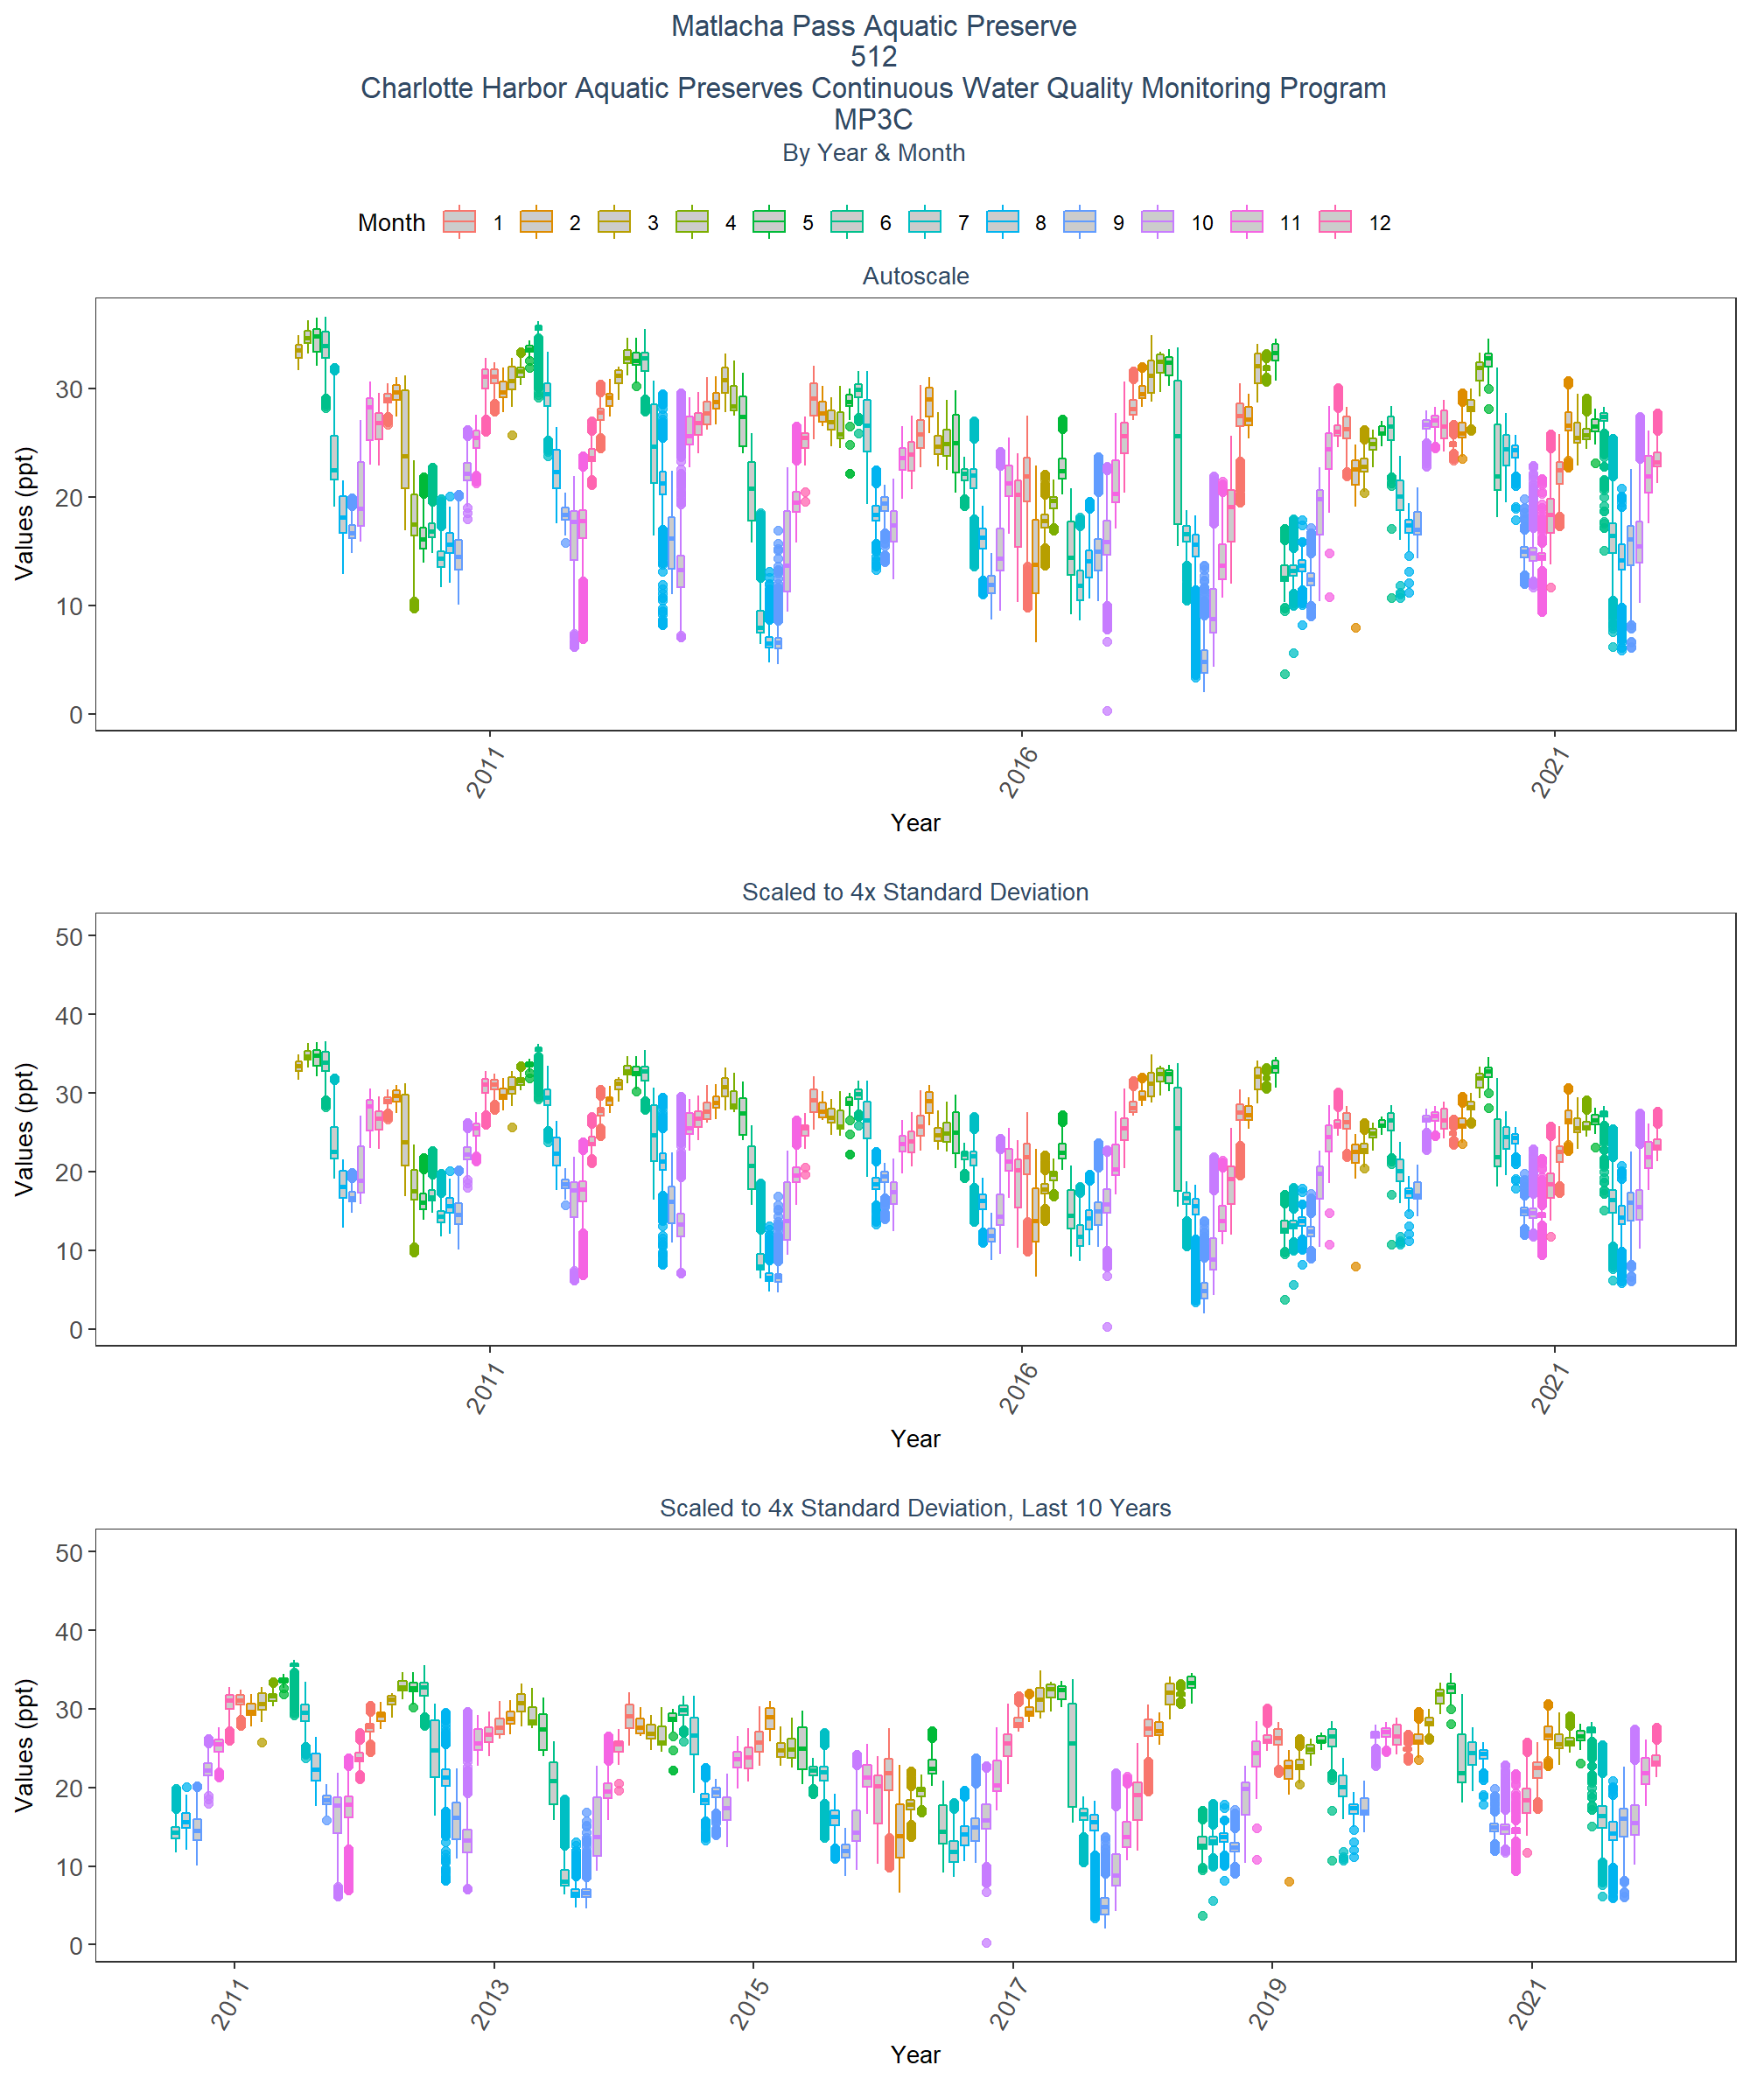 Matlacha Pass Aquatic Preserve
512
Charlotte Harbor Aquatic Preserves Continuous Water Quality Monitoring Program
MP3C
By Year & Month
Month 1 2 3 4 5 6 7 8 9 10 11 12
Autoscale
Values (ppt)
30
20
10
0
2011 2016 2021
Year
Scaled to 4x Standard Deviation
Values (ppt)
50
40
30
20
10
0
2011 2016 2021
Year
Scaled to 4x Standard Deviation, Last 10 Years
Values (ppt)
50
40
30
20
10
0
2011 2013 2015 2017 2019 2021
Year